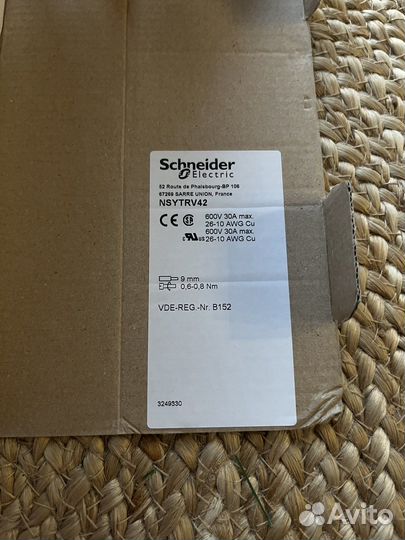 Schneider
Electric
52 Route de Phalsbourg-BP 106
67269 SARRE UNION, France
NSYTRV42
CE
600V 30A max.
26-10 AWG Cu
600V 30A max.
26-10 AWG Cu
9 mm
0,6-0,8 Nm
VDE-REG.-Nr. B152
3249330
Avito